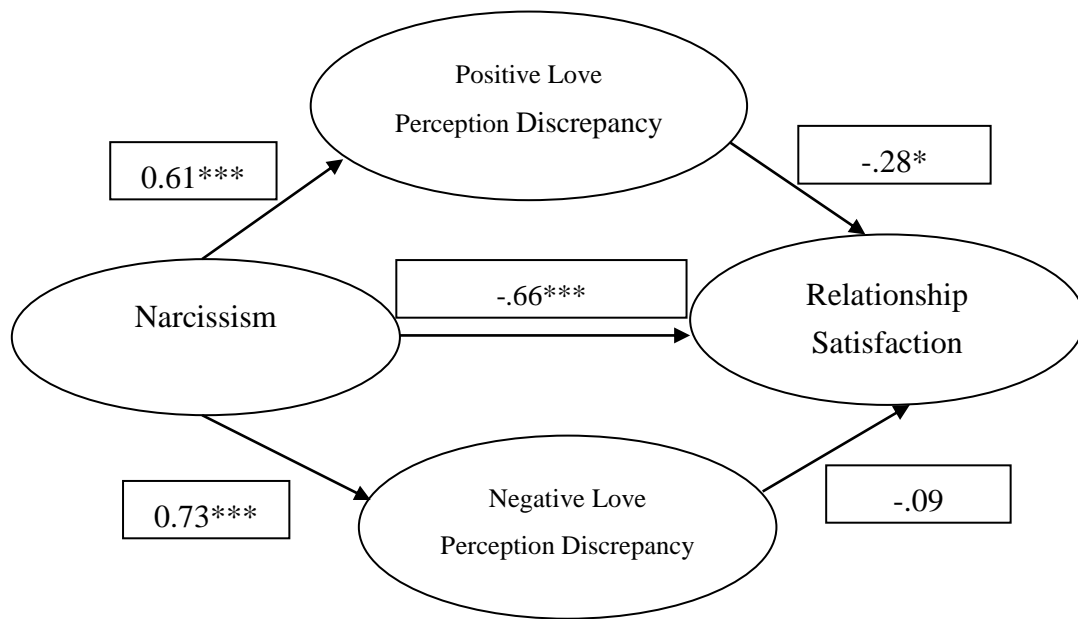 Positive Love
Perception Discrepancy
0.61***
-.28*
Narcissism
-.66***
Relationship
Satisfaction
0.73***
Negative Love
Perception Discrepancy
-.09